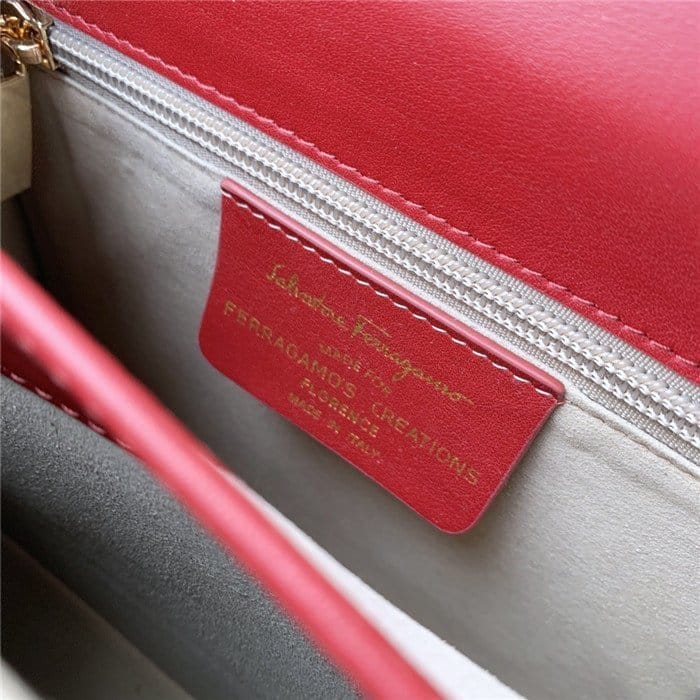 Salvatore Ferragamo
MADE FOR
FERRAGAMO'S CREATIONS
FLORENCE
MADE IN ITALY.